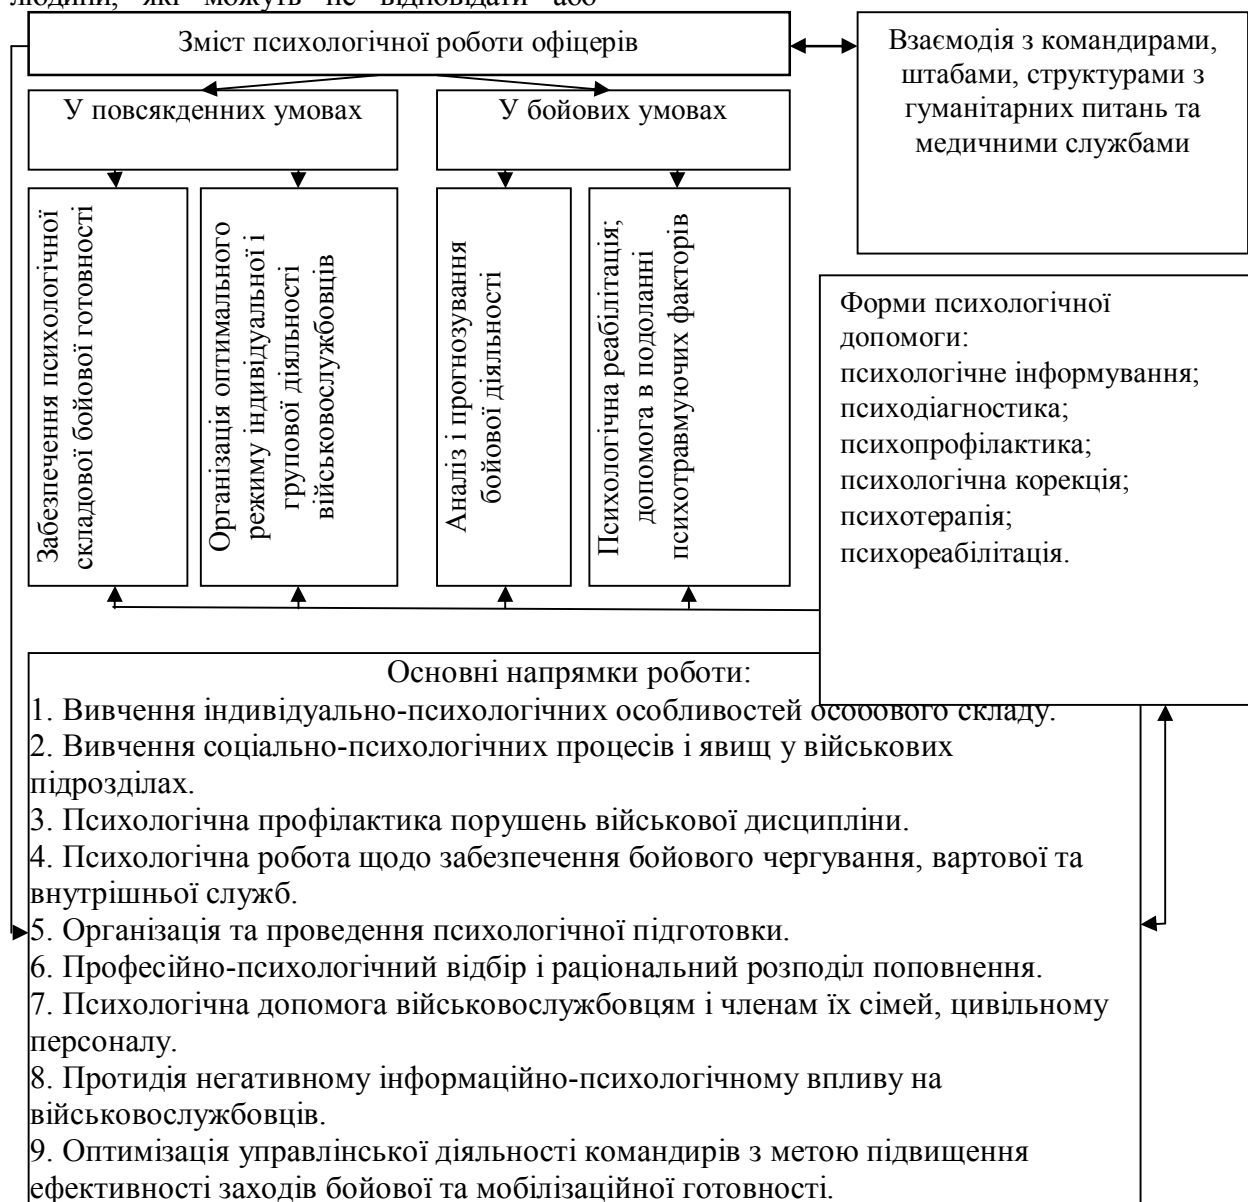 людини, які можуть не відповідати або
Зміст психологічної роботи офіцерів
Взаємодія з командирами,
штабами, структурами з
гуманітарних питань та
медичними службами
У повсякденних умовах
У бойових умовах
Забезпечення психологічної
складової бойової готовності
Організація оптимального
режиму індивідуальної і
групової діяльності
військовослужбовців
Аналіз і прогнозування
бойової діяльності
Психологічна реабілітація;
допомога в подоланні
психотравмуючих факторів
Форми психологічної
допомоги:
психологічне інформування;
психодіагностика;
психопрофілактика;
психологічна корекція;
психотерапія;
психореабілітація.
Основні напрямки роботи:
1. Вивчення індивідуально-психологічних особливостей особового складу.
2. Вивчення соціально-психологічних процесів і явищ у військових
підрозділах.
3. Психологічна профілактика порушень військової дисципліни.
4. Психологічна робота щодо забезпечення бойового чергування, вартової та
внутрішньої служб.
5. Організація та проведення психологічної підготовки.
6. Професійно-психологічний відбір і раціональний розподіл поповнення.
7. Психологічна допомога військовослужбовцям і членам їх сімей, цивільному
персоналу.
8. Протидія негативному інформаційно-психологічному впливу на
військовослужбовців.
9. Оптимізація управлінської діяльності командирів з метою підвищення
ефективності заходів бойової та мобілізаційної готовності.